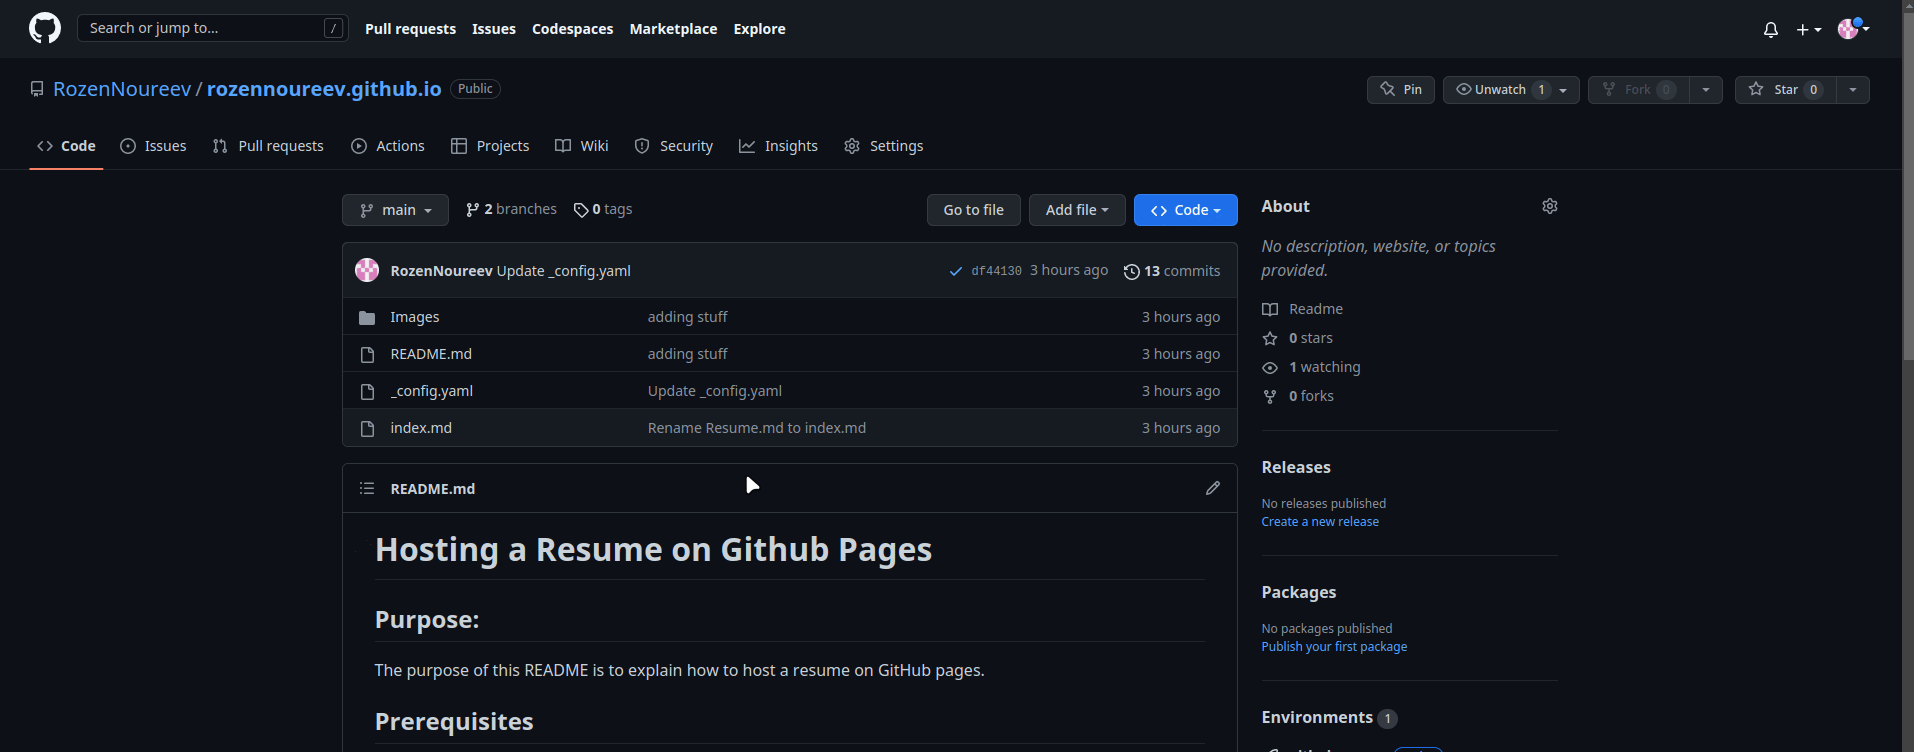 Search or jump to... /
Pull requests Issues Codespaces Marketplace Explore
RozenNoureev / rozennoureev.github.io Public
Pin Unwatch 1 Fork 0 Star 0
Code Issues Pull requests Actions Projects Wiki Security Insights Settings
main 2 branches 0 tags Go to file Add file Code
RozenNoureev Update _config.yaml df44130 3 hours ago 13 commits
Images adding stuff 3 hours ago
README.md adding stuff 3 hours ago
_config.yaml Update _config.yaml 3 hours ago
index.md Rename Resume.md to index.md 3 hours ago
README.md
Hosting a Resume on Github Pages
Purpose:
The purpose of this README is to explain how to host a resume on GitHub pages.
Prerequisites
About
No description, website, or topics
provided.
Readme
0 stars
1 watching
0 forks
Releases
No releases published
Create a new release
Packages
No packages published
Publish your first package
Environments 1